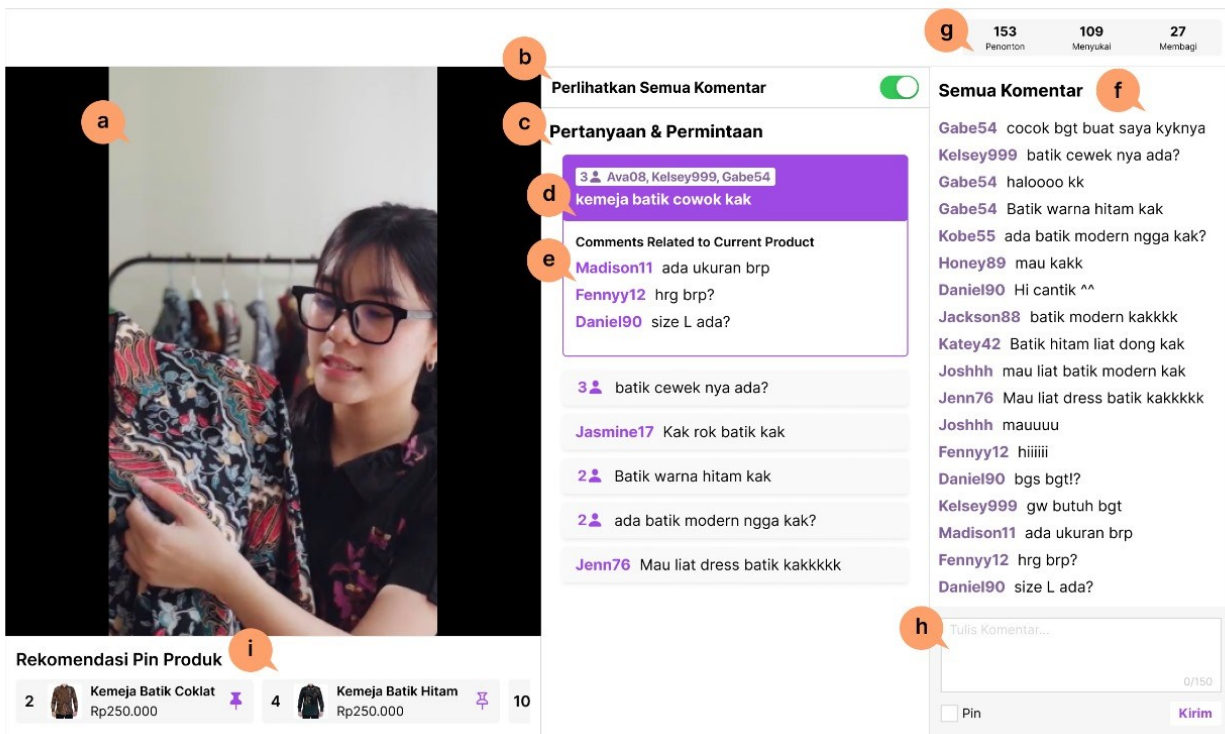 g
153 109 27
Penonton Menyukai Membagi
a
b
Perlihatkan Semua Komentar
c
Pertanyaan & Permintaan
d
3 Ava08, Kelsey999, Gabe54
kemeja batik cowok kak
Comments Related to Current Product
e
Madison11 ada ukuran brp
Fennyy12 hrg brp?
Daniel90 size L ada?
3 batik cewek nya ada?
Jasmine17 Kak rok batik kak
2 Batik warna hitam kak
2 ada batik modern ngga kak?
Jenn76 Mau liat dress batik kakkkkk
Semua Komentar
f
Gabe54 cocok bgt buat saya kyknya
Kelsey999 batik cewek nya ada?
Gabe54 haloooo kk
Gabe54 Batik warna hitam kak
Kobe55 ada batik modern ngga kak?
Honey89 mau kakk
Daniel90 Hi cantik ^^
Jackson88 batik modern kakkkk
Katey42 Batik hitam liat dong kak
Joshhh mau liat batik modern kak
Jenn76 Mau liat dress batik kakkkkk
Joshhh mauuuu
Fennyy12 hiiiiii
Daniel90 bgs bgt!?
Kelsey999 gw butuh bgt
Madison11 ada ukuran brp
Fennyy12 hrg brp?
Daniel90 size L ada?
h
Tulis Komentar...
0/150
Pin Kirim
Rekomendasi Pin Produk
i
2 Kemeja Batik Coklat
Rp250.000
4 Kemeja Batik Hitam
Rp250.000
10